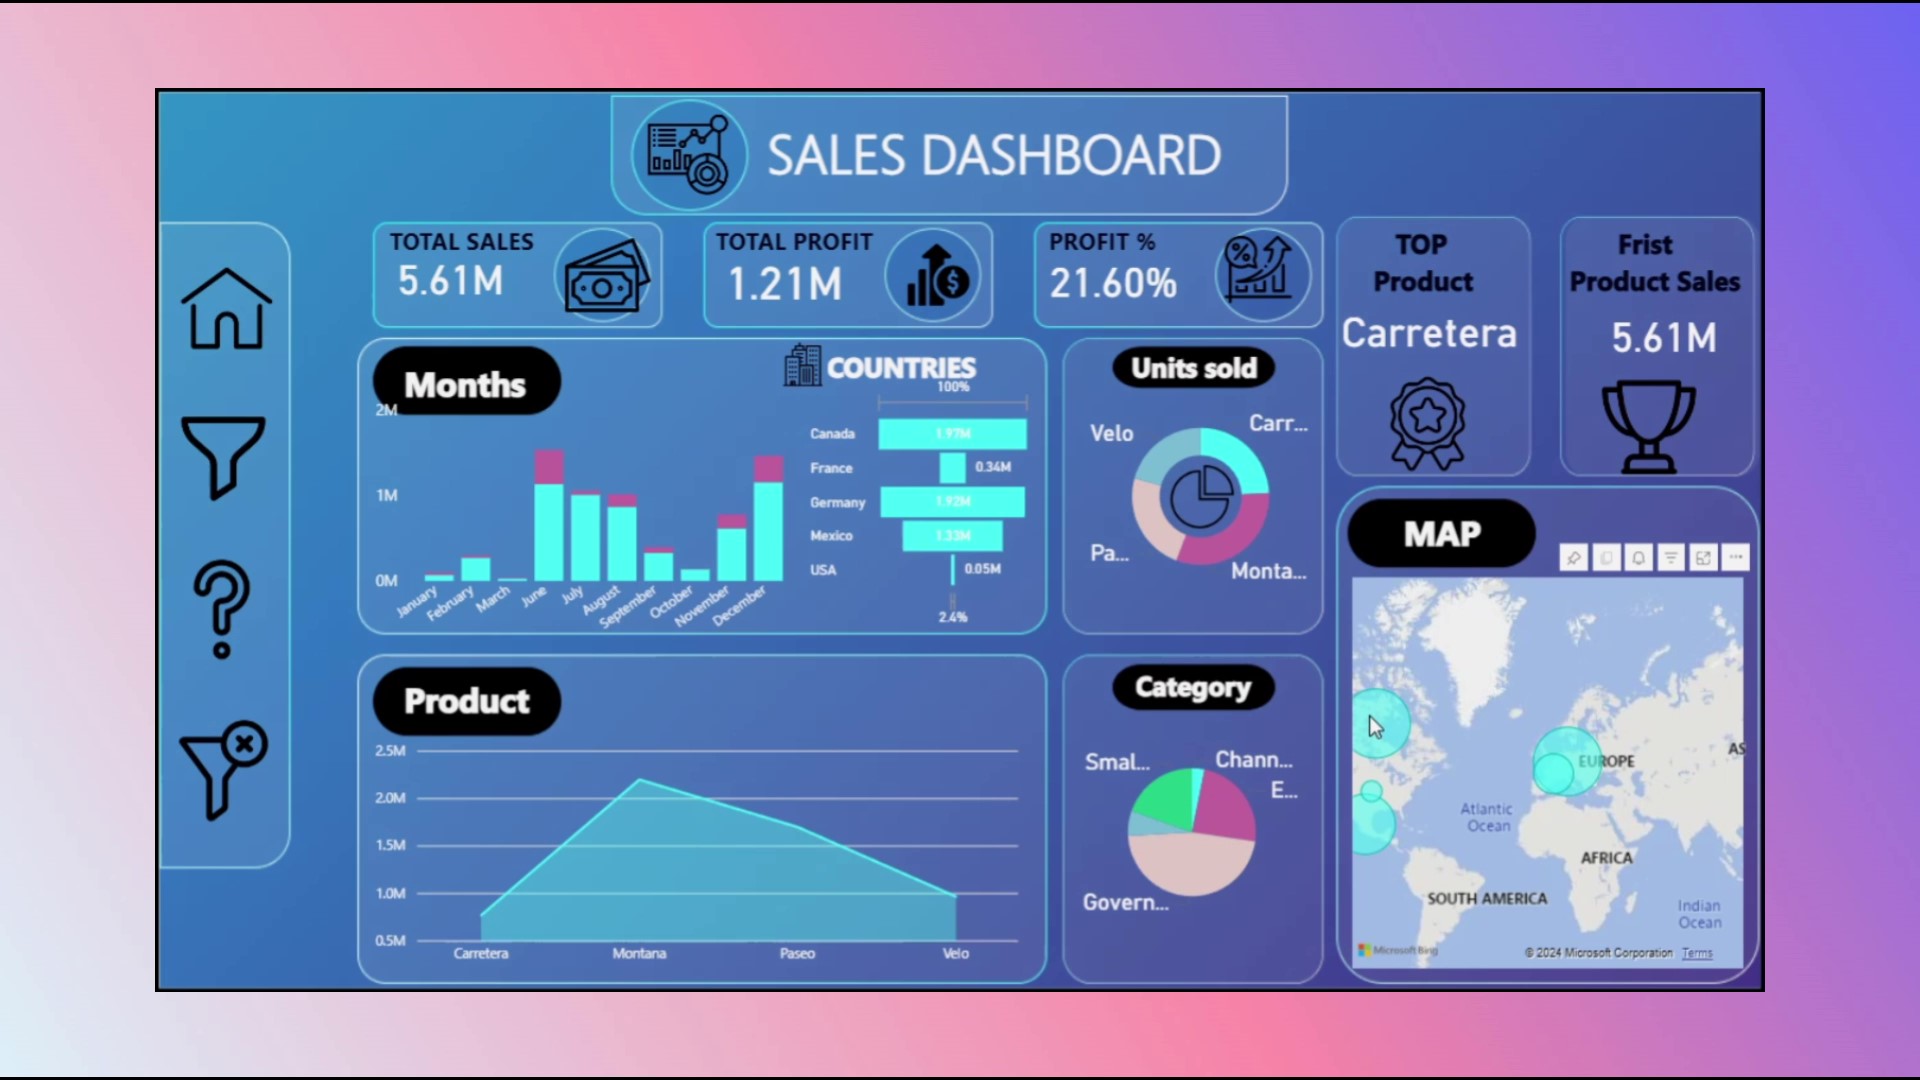 SALES DASHBOARD
TOTAL SALES
5.61M
TOTAL PROFIT
1.21M
PROFIT %
21.60%
TOP
Product
Carretera
Frist
Product Sales
5.61M
Months
2M
1M
0M
January
February
March
June
July
August
September
October
November
December
COUNTRIES
100%
Canada
1.97M
France
0.34M
Germany
1.92M
Mexico
1.33M
USA
0.05M
2.4%
Units sold
Velo
Carr...
Pa...
Monta...
MAP
EUROPE
AS
Atlantic
Ocean
AFRICA
SOUTH AMERICA
Indian
Ocean
Microsoft Bing
© 2024 Microsoft Corporation Terms
Product
2.5M
2.0M
1.5M
1.0M
0.5M
Carretera
Montana
Paseo
Velo
Category
Smal...
Chann...
E...
Govern...